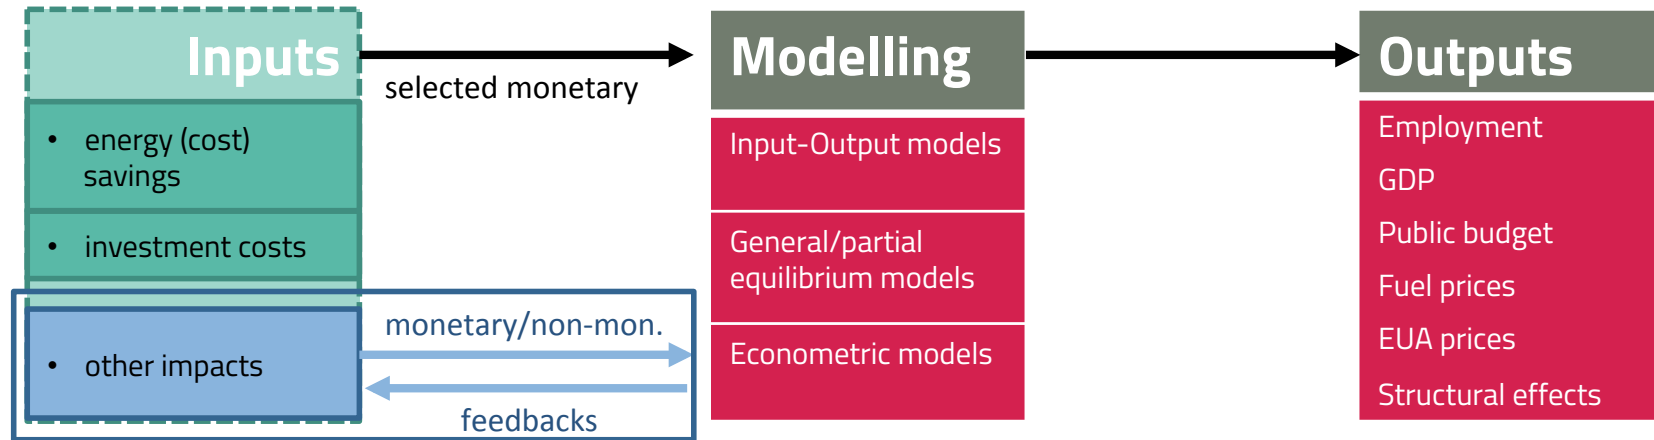 Inputs
selected monetary
• energy (cost)
savings
• investment costs
• other impacts
monetary/non-mon.
feedbacks
Modelling
Input-Output models
General/partial
equilibrium models
Econometric models
Outputs
Employment
GDP
Public budget
Fuel prices
EUA prices
Structural effects